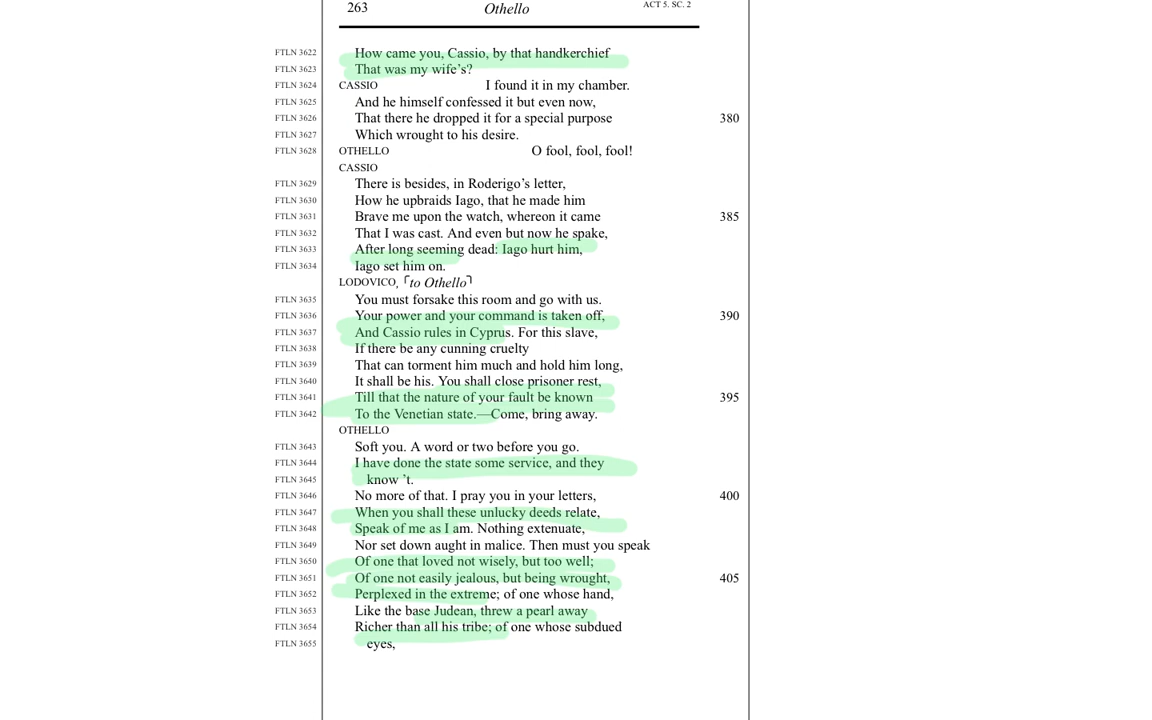 263 Othello ACT 5. SC. 2
FTLN 3622 How came you, Cassio, by that handkerchief
FTLN 3623 That was my wife’s?
FTLN 3624 CASSIO I found it in my chamber.
FTLN 3625 And he himself confessed it but even now,
FTLN 3626 That there he dropped it for a special purpose 380
FTLN 3627 Which wrought to his desire.
FTLN 3628 OTHELLO O fool, fool, fool!
CASSIO
FTLN 3629 There is besides, in Roderigo’s letter,
FTLN 3630 How he upbraids Iago, that he made him
FTLN 3631 Brave me upon the watch, whereon it came 385
FTLN 3632 That I was cast. And even but now he spake,
FTLN 3633 After long seeming dead: Iago hurt him,
FTLN 3634 Iago set him on.
LODOVICO, ⌜to Othello⌝
FTLN 3635 You must forsake this room and go with us.
FTLN 3636 Your power and your command is taken off, 390
FTLN 3637 And Cassio rules in Cyprus. For this slave,
FTLN 3638 If there be any cunning cruelty
FTLN 3639 That can torment him much and hold him long,
FTLN 3640 It shall be his. You shall close prisoner rest,
FTLN 3641 Till that the nature of your fault be known 395
FTLN 3642 To the Venetian state.—Come, bring away.
OTHELLO
FTLN 3643 Soft you. A word or two before you go.
FTLN 3644 I have done the state some service, and they
FTLN 3645 know ’t.
FTLN 3646 No more of that. I pray you in your letters, 400
FTLN 3647 When you shall these unlucky deeds relate,
FTLN 3648 Speak of me as I am. Nothing extenuate,
FTLN 3649 Nor set down aught in malice. Then must you speak
FTLN 3650 Of one that loved not wisely, but too well;
FTLN 3651 Of one not easily jealous, but being wrought, 405
FTLN 3652 Perplexed in the extreme; of one whose hand,
FTLN 3653 Like the base Judean, threw a pearl away
FTLN 3654 Richer than all his tribe; of one whose subdued
FTLN 3655 eyes,